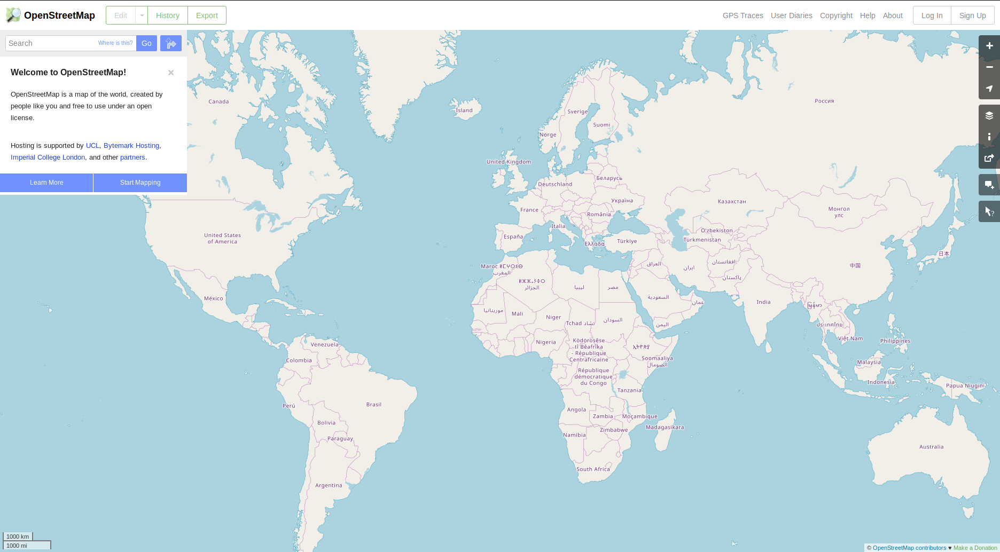 OpenStreetMap
Edit
History
Export
GPS Traces
User Diaries
Copyright
Help
About
Log In
Sign Up
Search
Where is this?
Go
Welcome to OpenStreetMap!
OpenStreetMap is a map of the world, created by
people like you and free to use under an open
license.
Hosting is supported by UCL, Bytemark Hosting,
Imperial College London, and other partners.
Learn More
Start Mapping
Canada
Ísland
Sverige
Suomi
Norge
Россия
United Kingdom
Беларусь
Deutschland
Україна
France
România
Italia
España
Ελλάδα
Türkiye
Казахстан
Монгол
улс
Oʻzbekiston
Türkmenistan
United States
of America
México
Maroc ⵍⵎⵖⵔⵉⴱ
المغرب
ⵍⵣⵣⴰⵢⴻⵔ
الجزائر
ليبيا
مصر
العراق
ایران
افغانستان
پاکستان
السعودية
عمان
اليمن
中国
日本
India
မြန်မာ
ประเทศไทย
Việt Nam
Philippines
Malaysia
Indonesia
Papua Niugini
موريتانيا
Mali
Niger
Tchad تشاد
السودان
Nigeria
Ködörösêse
tî Bêafrîka
- République
Centrafricaine
ኢትዮጵያ
Soomaaliya
الصومال
République
démocratique
du Congo
Tanzania
Angola
Zambia
Moçambique
Zimbabwe
Madagasikara
Namibia
South Africa
Venezuela
Colombia
Perú
Brasil
Bolivia
Paraguay
Argentina
Australia
1000 km
1000 mi
© OpenStreetMap contributors ♥ Make a Donation